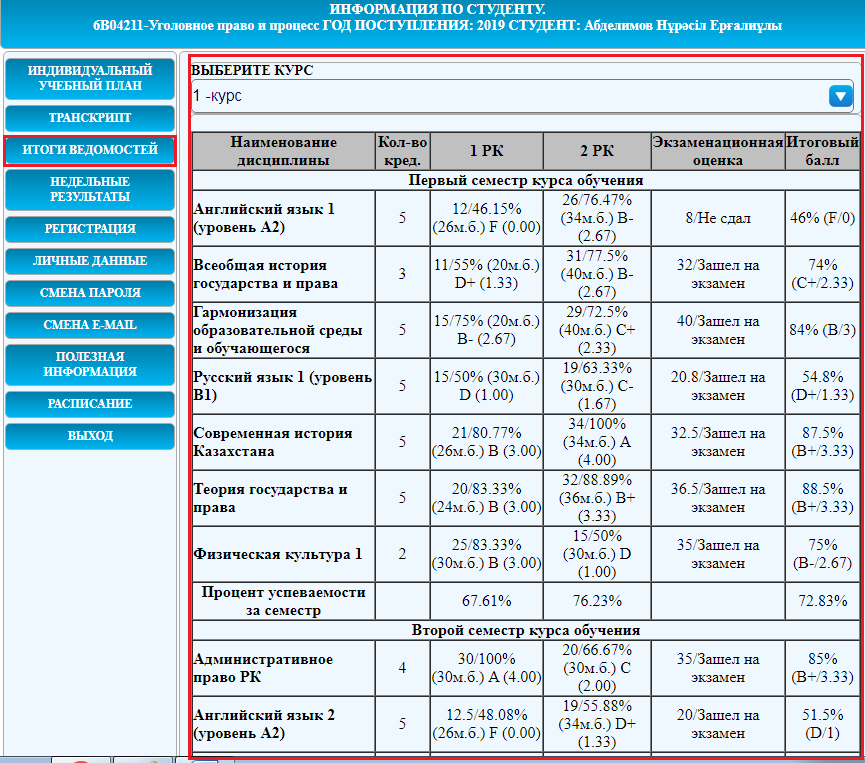 ИНФОРМАЦИЯ ПО СТУДЕНТУ.
6B04211-Уголовное право и процесс ГОД ПОСТУПЛЕНИЯ: 2019 СТУДЕНТ: Абделимов Нұрәсіл Ерғалиұлы
ИНДИВИДУАЛЬНЫЙ
УЧЕБНЫЙ ПЛАН
ТРАНСКРИПТ
ИТОГИ ВЕДОМОСТЕЙ
НЕДЕЛЬНЫЕ
РЕЗУЛЬТАТЫ
РЕГИСТРАЦИЯ
ЛИЧНЫЕ ДАННЫЕ
СМЕНА ПАРОЛЯ
СМЕНА E-MAIL
ПОЛЕЗНАЯ
ИНФОРМАЦИЯ
РАСПИСАНИЕ
ВЫХОД
ВЫБЕРИТЕ КУРС
1 -курс
Наименование Кол-во 1 РК 2 РК Экзаменационная Итоговый
дисциплины кред. оценка балл
Первый семестр курса обучения
26/76.47%
Английский язык 1 12/46.15%
(уровень А2) 5 (26м.б.) F (0.00) (34м.б.) B- 8/Не сдал 46% (F/0)
(2.67)
31/77.5%
Всеобщая история 11/55% (20м.б.) 32/Зашел на 74%
государства и права 3 D+ (1.33) (40м.б.) B- экзамен (C+/2.33)
(2.67)
Гармонизация 29/72.5%
образовательной среды 5 15/75% (20м.б.) (40м.б.) C+ 40/Зашел на 84% (B/3)
и обучающегося B- (2.67) (2.33) экзамен
19/63.33%
Русский язык 1 (уровень 15/50% (30м.б.) 20.8/Зашел на 54.8%
В1) 5 D (1.00) (30м.б.) C- экзамен (D+/1.33)
(1.67)
34/100%
Современная история 21/80.77% 32.5/Зашел на 87.5%
Казахстана 5 (26м.б.) B (3.00) (34м.б.) A экзамен (B+/3.33)
(4.00)
32/88.89%
Теория государства и 20/83.33% 36.5/Зашел на 88.5%
права 5 (24м.б.) B (3.00) (36м.б.) B+ экзамен (B+/3.33)
(3.33)
15/50%
Физическая культура 1 2 25/83.33% (30м.б.) D 35/Зашел на 75%
(30м.б.) B (3.00) (1.00) экзамен (B-/2.67)
Процент успеваемости
за семестр 67.61% 76.23% 72.83%
Второй семестр курса обучения
20/66.67%
Административное 30/100% 35/Зашел на 85%
право РК 4 (30м.б.) A (4.00) (30м.б.) C экзамен (B+/3.33)
(2.00)
19/55.88%
Английский язык 2 12.5/48.08% 20/Зашел на 51.5%
(уровень А2) 5 (26м.б.) F (0.00) (34м.б.) D+ экзамен (D/1)
(1.33)